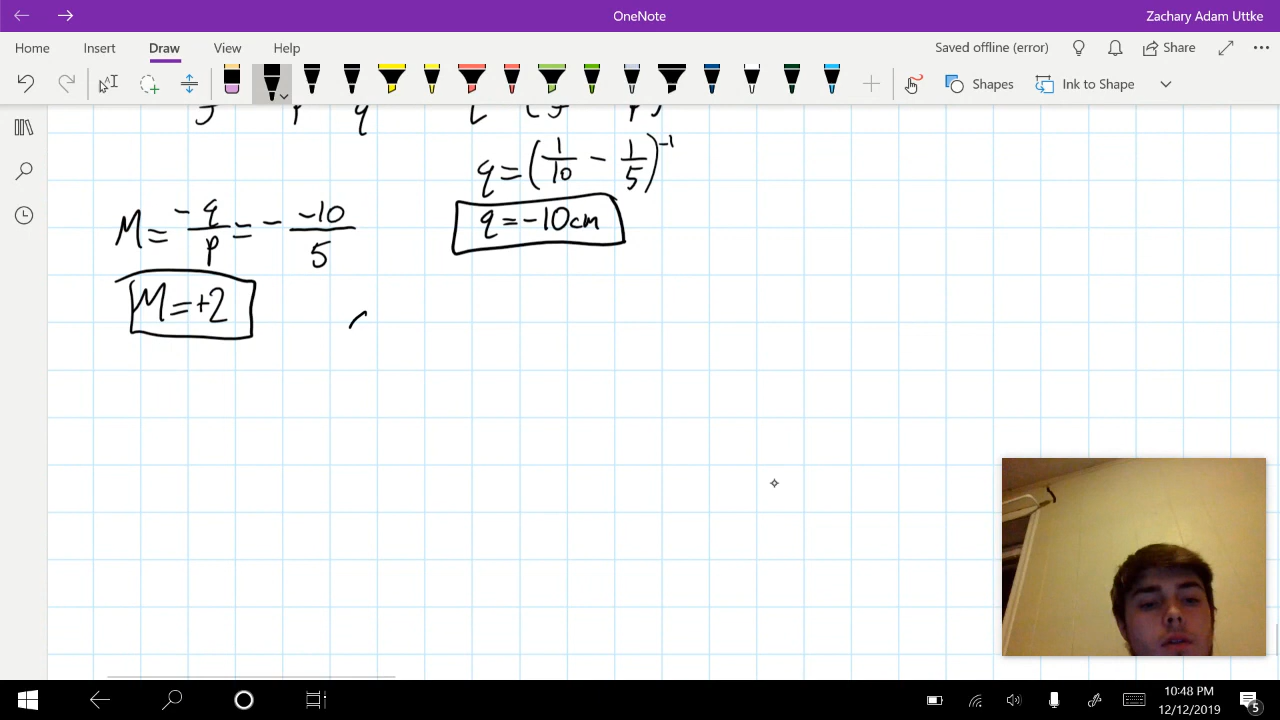 OneNote
Zachary Adam Uttke
Home Insert Draw View Help
Saved offline (error) Share
Shapes Ink to Shape
q = (1/10 − 1/5)⁻¹
q = −10cm
M = −q/p = − −10/5
M = +2
10:48 PM
12/12/2019
5